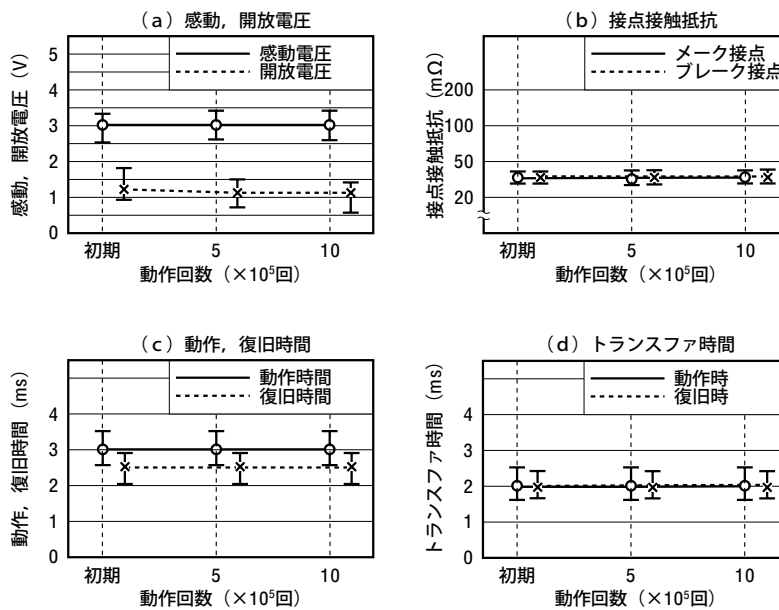 (a)感動，開放電圧
感動電圧
開放電圧
感動，開放電圧（V）
5
4
3
2
1
0
初期
5
10
動作回数（×10⁵回）
(b)接点接触抵抗
メーク接点
ブレーク接点
接点接触抵抗（mΩ）
200
100
50
20
初期
5
10
動作回数（×10⁵回）
(c)動作，復旧時間
動作時間
復旧時間
動作，復旧時間（ms）
4
3
2
1
0
初期
5
10
動作回数（×10⁵回）
(d)トランスファ時間
動作時
復旧時
トランスファ時間（ms）
4
3
2
1
0
初期
5
10
動作回数（×10⁵回）